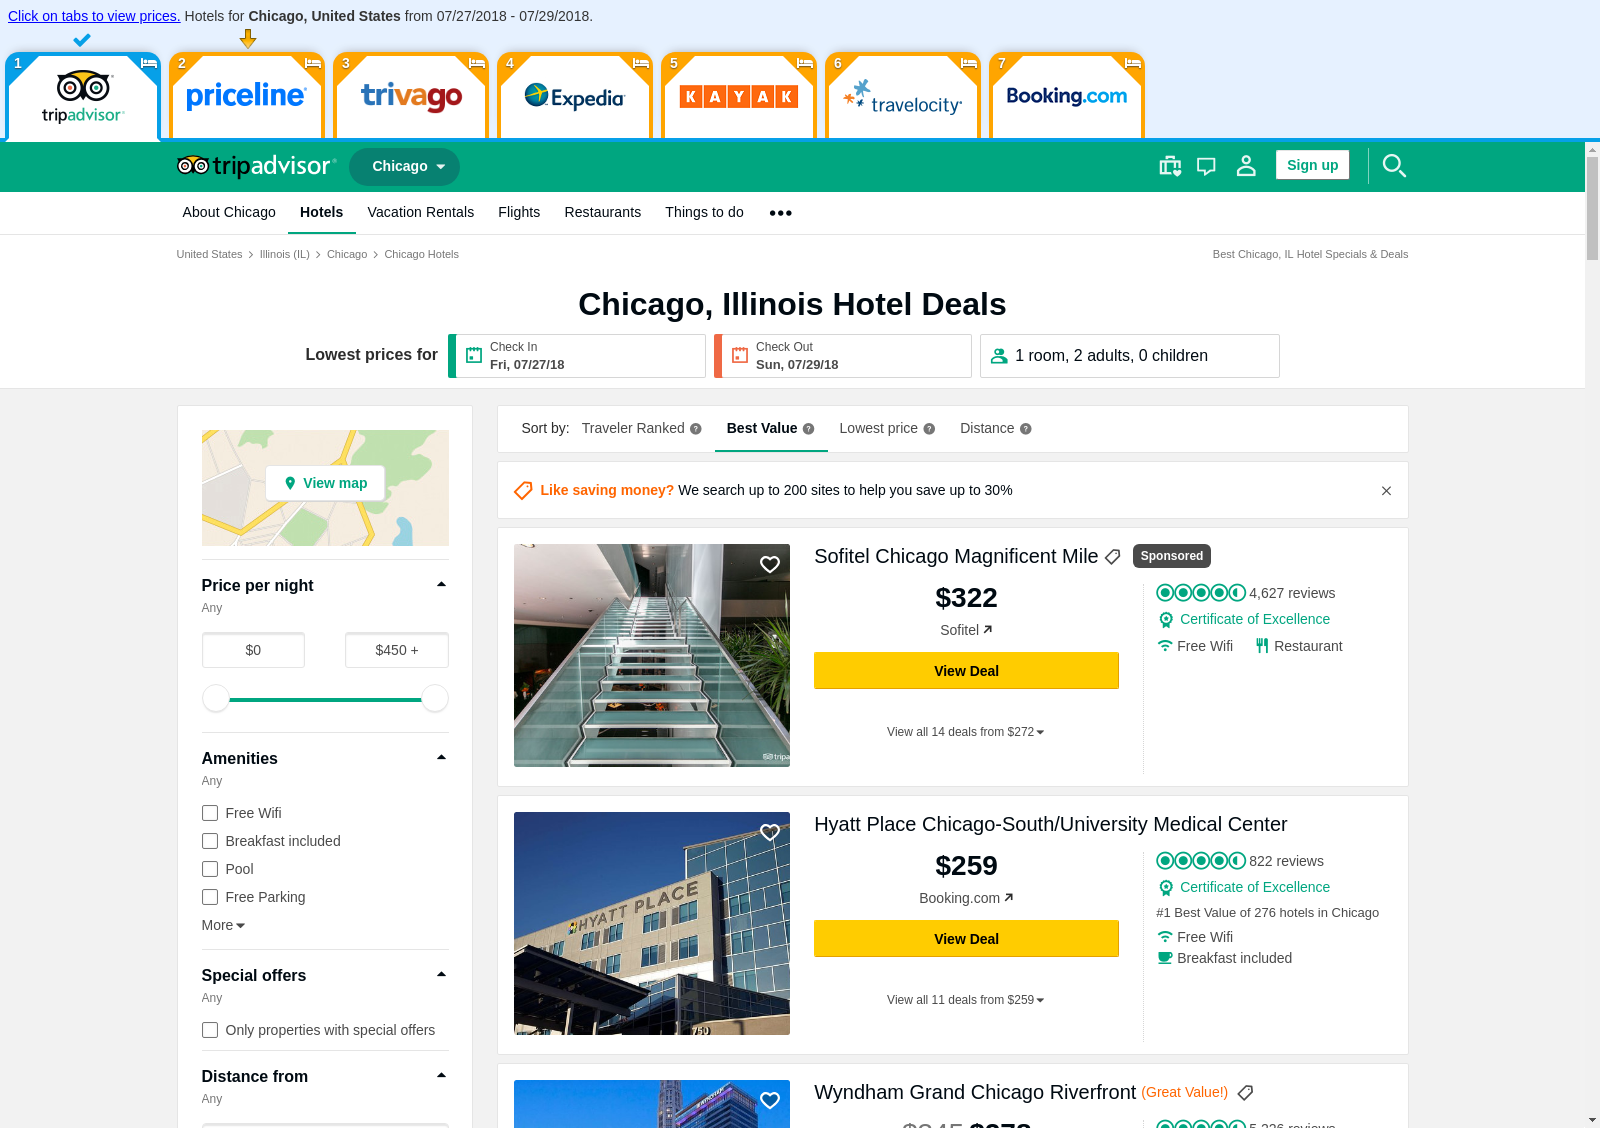 Click on tabs to view prices. Hotels for Chicago, United States from 07/27/2018 - 07/29/2018.
1
tripadvisor
2
priceline
3
trivago
4
Expedia
5
KAYAK
6
travelocity
7
Booking.com
tripadvisor
Chicago
Sign up
About Chicago
Hotels
Vacation Rentals
Flights
Restaurants
Things to do
United States > Illinois (IL) > Chicago > Chicago Hotels
Best Chicago, IL Hotel Specials & Deals
Chicago, Illinois Hotel Deals
Lowest prices for
Check In
Fri, 07/27/18
Check Out
Sun, 07/29/18
1 room, 2 adults, 0 children
View map
Price per night
Any
$0
$450 +
Amenities
Any
Free Wifi
Breakfast included
Pool
Free Parking
More
Special offers
Any
Only properties with special offers
Distance from
Any
Sort by:
Traveler Ranked
Best Value
Lowest price
Distance
Like saving money? We search up to 200 sites to help you save up to 30%
Sofitel Chicago Magnificent Mile
Sponsored
$322
Sofitel
View Deal
View all 14 deals from $272
4,627 reviews
Certificate of Excellence
Free Wifi
Restaurant
HYATT PLACE
750
Hyatt Place Chicago-South/University Medical Center
$259
Booking.com
View Deal
View all 11 deals from $259
822 reviews
Certificate of Excellence
#1 Best Value of 276 hotels in Chicago
Free Wifi
Breakfast included
Wyndham Grand Chicago Riverfront (Great Value!)